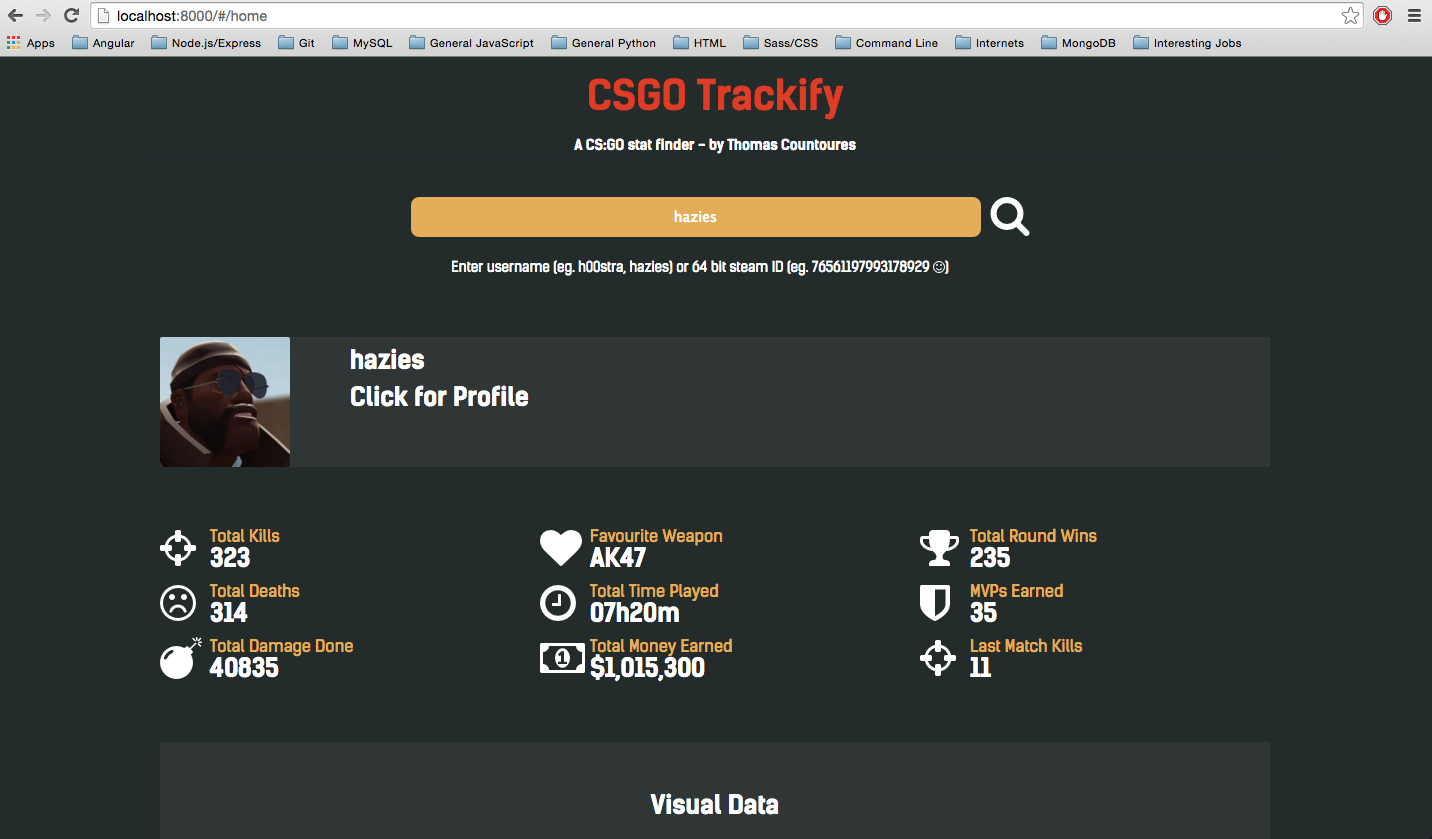 localhost:8000/#/home
Apps Angular Node.js/Express Git MySQL General JavaScript General Python HTML Sass/CSS Command Line Internets MongoDB Interesting Jobs
CSGO Trackify
A CS:GO stat finder - by Thomas Countoures
hazies
Enter username (eg. h00stra, hazies) or 64 bit steam ID (eg. 76561197993178929 ☺)
hazies
Click for Profile
Total Kills
323
Favourite Weapon
AK47
Total Round Wins
235
Total Deaths
314
Total Time Played
07h20m
MVPs Earned
35
Total Damage Done
40835
1
Total Money Earned
$1,015,300
Last Match Kills
11
Visual Data